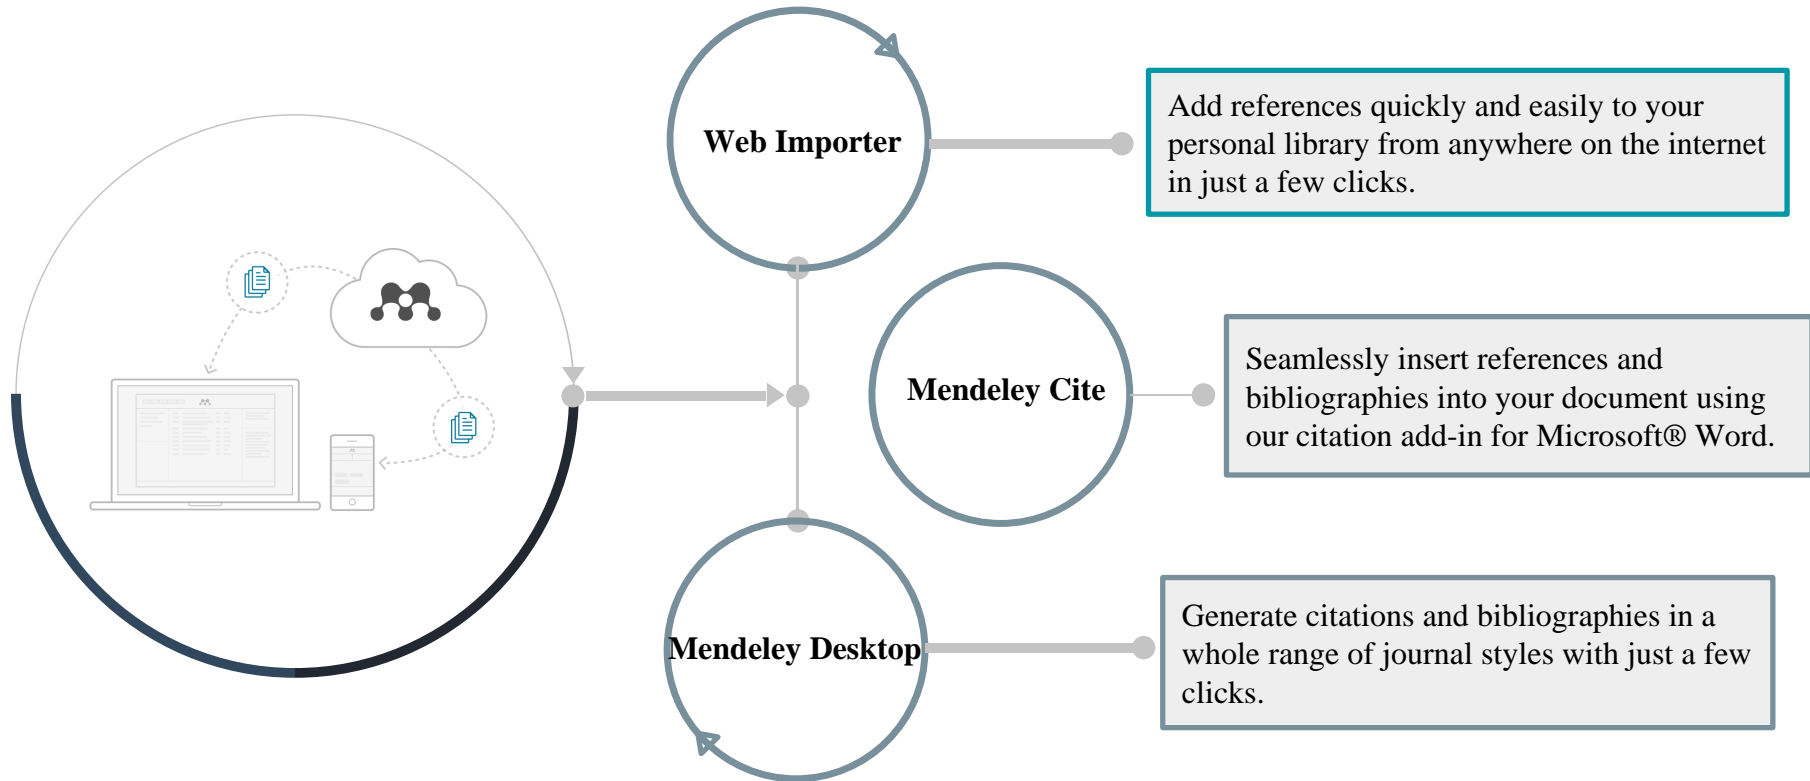 Web Importer
Add references quickly and easily to your
personal library from anywhere on the internet
in just a few clicks.
Mendeley Cite
Seamlessly insert references and
bibliographies into your document using
our citation add-in for Microsoft® Word.
Mendeley Desktop
Generate citations and bibliographies in a
whole range of journal styles with just a few
clicks.